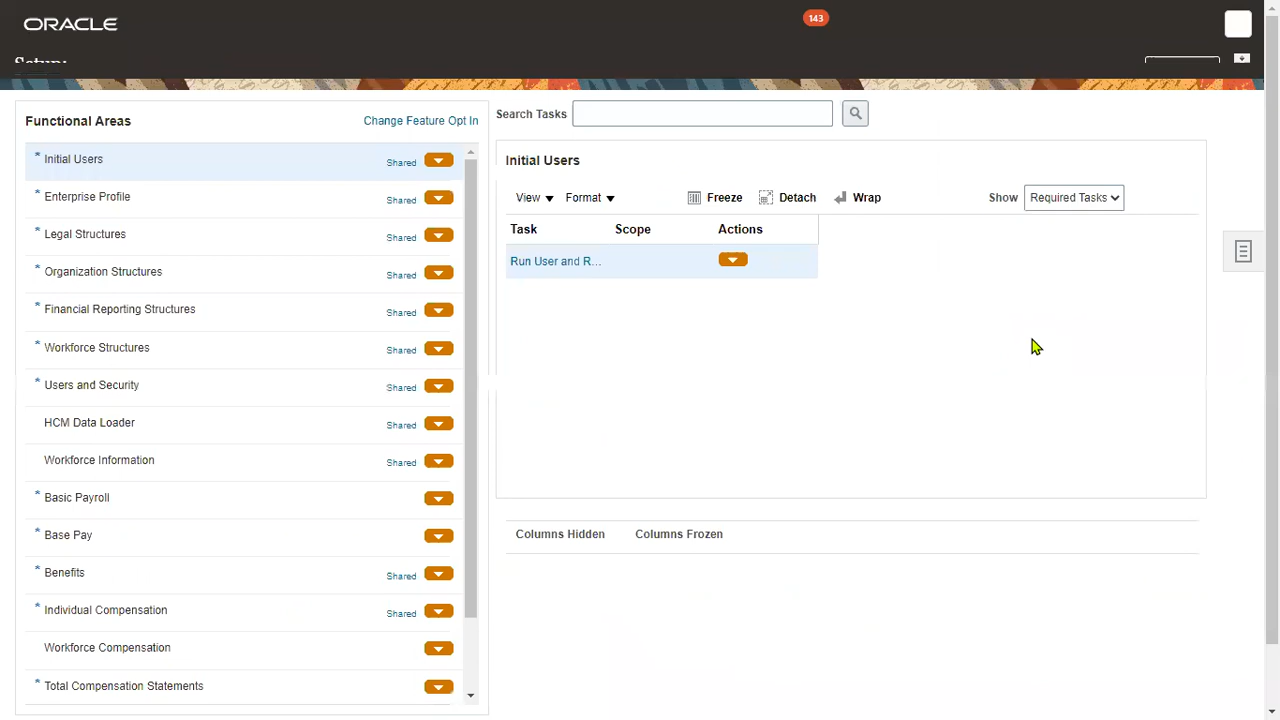 ORACLE
143
Setup:
Functional Areas
Change Feature Opt In
* Initial Users Shared
* Enterprise Profile Shared
* Legal Structures Shared
* Organization Structures Shared
* Financial Reporting Structures Shared
* Workforce Structures Shared
* Users and Security Shared
HCM Data Loader Shared
Workforce Information Shared
* Basic Payroll
* Base Pay
* Benefits Shared
* Individual Compensation Shared
Workforce Compensation
* Total Compensation Statements
Search Tasks
Initial Users
View Format Freeze Detach Wrap Show Required Tasks
Task Scope Actions
Run User and R...
Columns Hidden Columns Frozen